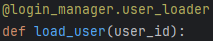 @login_manager.user_loader
def load_user(user_id):